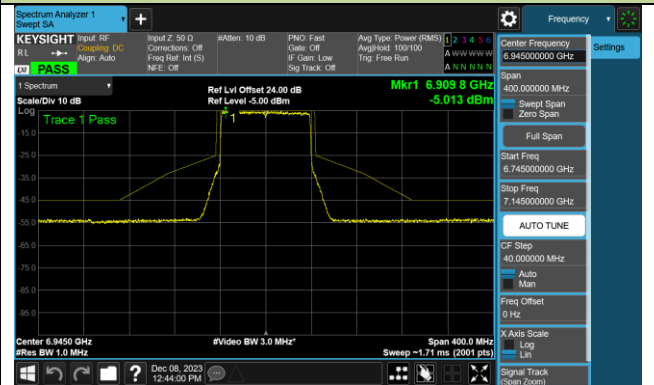 Spectrum Analyzer 1
Swept SA
Frequency
KEYSIGHT
RL
PASS
Input: RF
Coupling: DC
Align: Auto
Input Z: 50 Ω
Corrections: Off
Freq Ref: Int (S)
NFE: Off
#Atten: 10 dB
PNO: Fast
Gate: Off
IF Gain: Low
Sig Track: Off
Avg Type: Power (RMS)
Avg|Hold: 100/100
Trig: Free Run
1 2 3 4 5 6
A W W W W W
A N N N N N
1 Spectrum
Scale/Div 10 dB
Ref Lvl Offset 24.00 dB
Ref Level -5.00 dBm
Mkr1 6.909 8 GHz
-5.013 dBm
Log
Trace 1 Pass
1
-15.0
-25.0
-35.0
-45.0
-55.0
-65.0
-75.0
-85.0
-95.0
Center 6.9450 GHz
#Res BW 1.0 MHz
#Video BW 3.0 MHz*
Span 400.0 MHz
Sweep ~1.71 ms (2001 pts)
Dec 08, 2023
12:44:00 PM
Center Frequency
6.945000000 GHz
Settings
Span
400.000000 MHz
Swept Span
Zero Span
Full Span
Start Freq
6.745000000 GHz
Stop Freq
7.145000000 GHz
AUTO TUNE
CF Step
40.000000 MHz
Auto
Man
Freq Offset
0 Hz
X Axis Scale
Log
Lin
Signal Track
(Span Zoom)